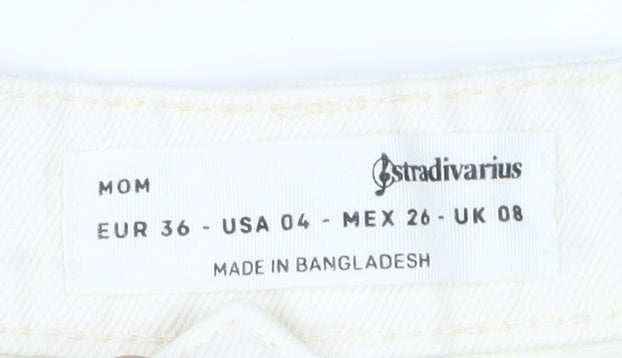 MOM stradivarius
EUR 36 - USA 04 - MEX 26 - UK 08
MADE IN BANGLADESH